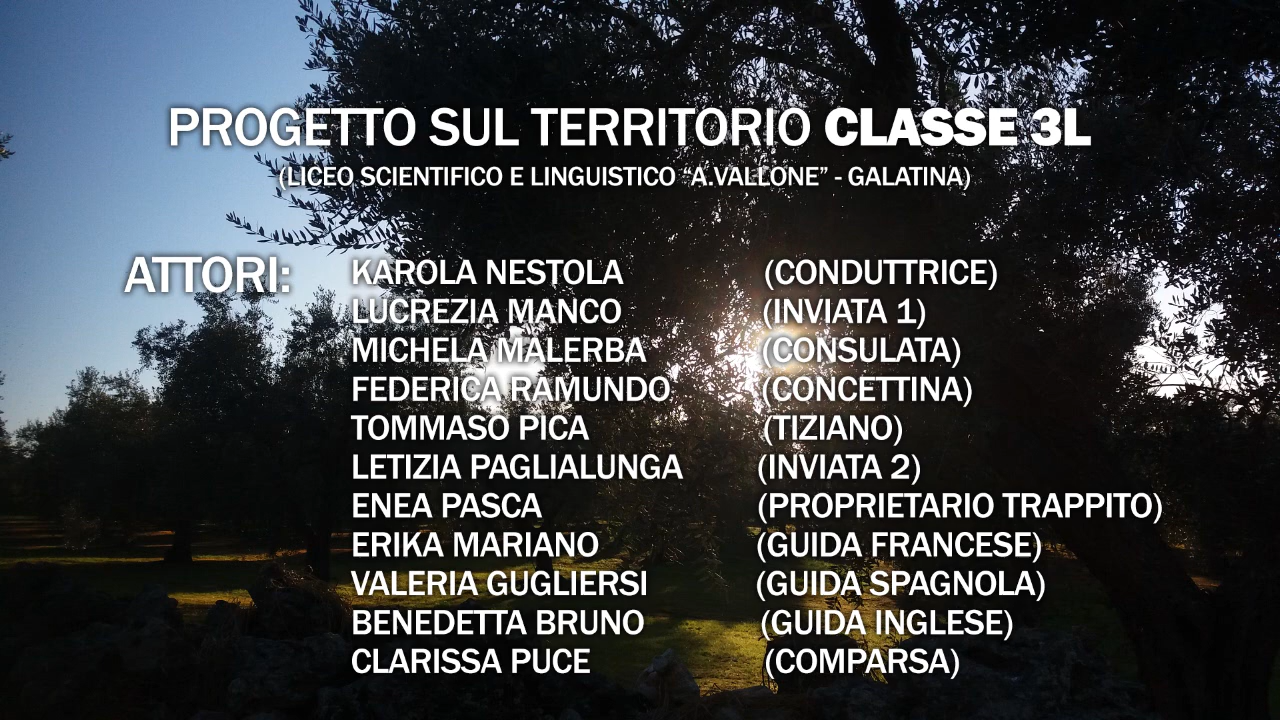 PROGETTO SUL TERRITORIO CLASSE 3L
(LICEO SCIENTIFICO E LINGUISTICO “A.VALLONE” - GALATINA)
ATTORI: KAROLA NESTOLA (CONDUTTRICE)
LUCREZIA MANCO (INVIATA 1)
MICHELA MALERBA (CONSULATA)
FEDERICA RAMUNDO (CONCETTINA)
TOMMASO PICA (TIZIANO)
LETIZIA PAGLIALUNGA (INVIATA 2)
ENEA PASCA (PROPRIETARIO TRAPPITO)
ERIKA MARIANO (GUIDA FRANCESE)
VALERIA GUGLIERSI (GUIDA SPAGNOLA)
BENEDETTA BRUNO (GUIDA INGLESE)
CLARISSA PUCE (COMPARSA)